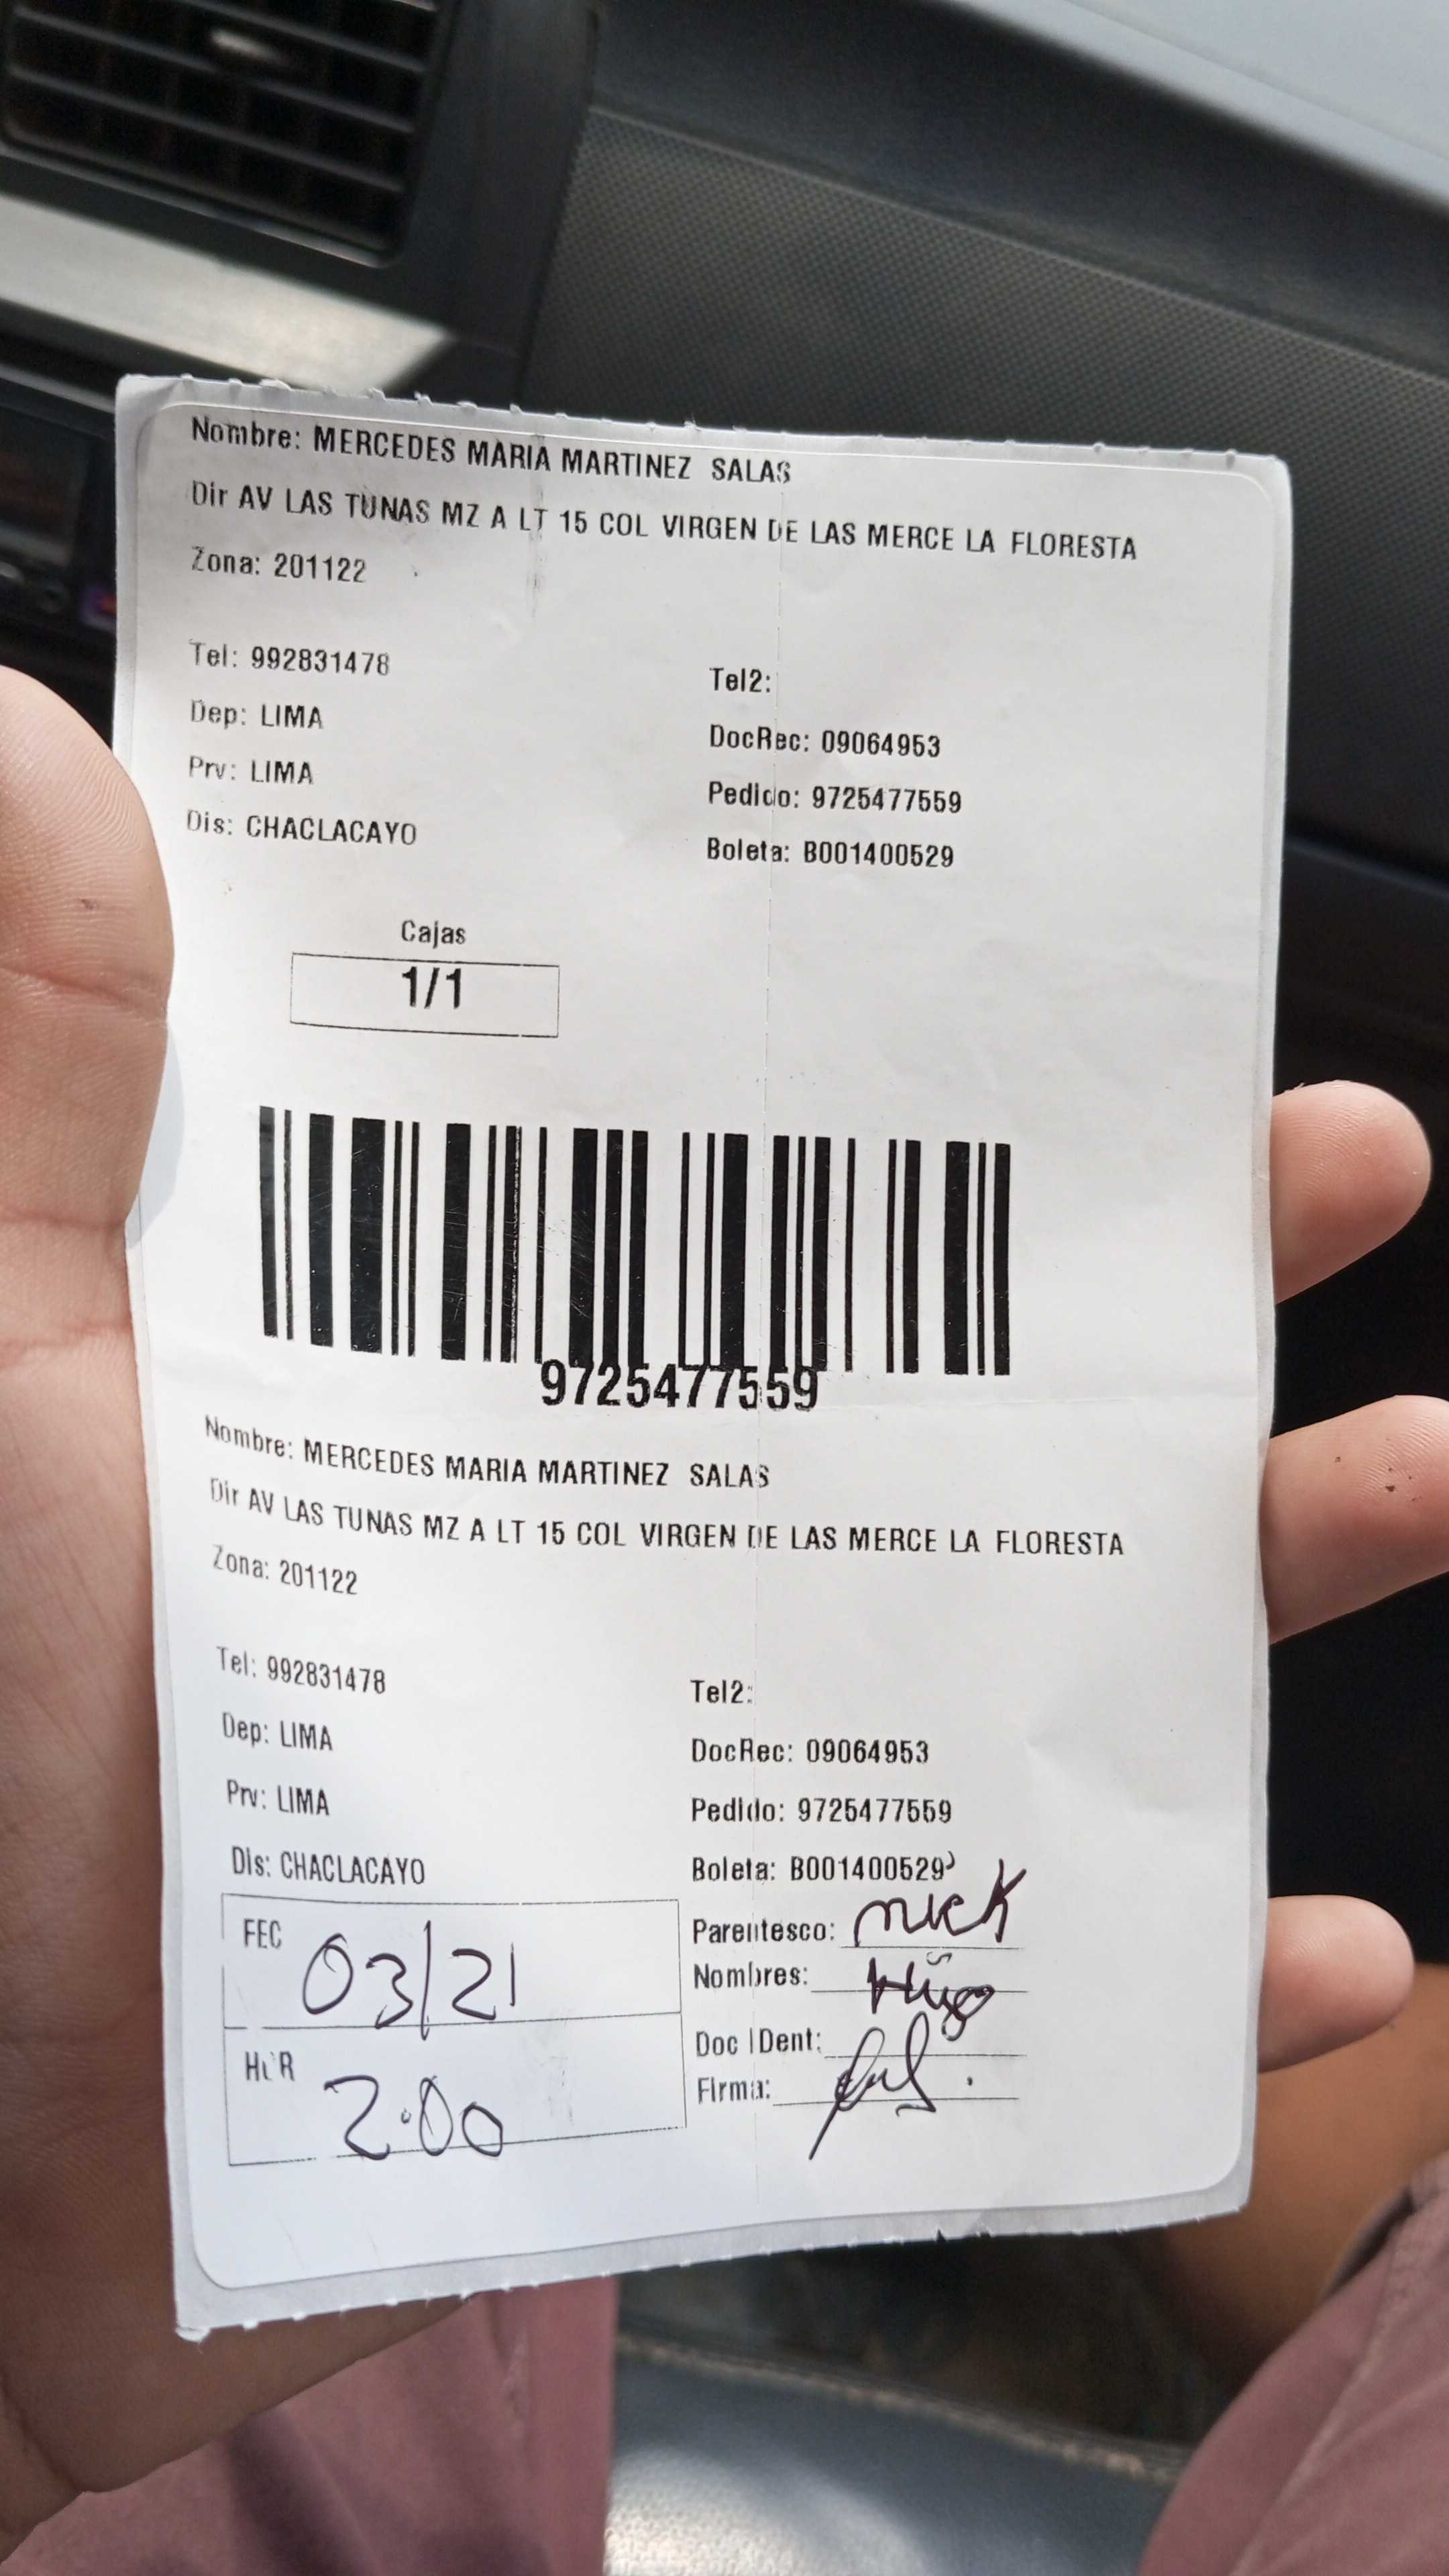 Nombre: MERCEDES MARIA MARTINEZ SALAS
Dir AV LAS TUNAS MZ A LT 15 COL VIRGEN DE LAS MERCE LA FLORESTA
Zona: 201122
Tel: 992831478
Tel2:
Dep: LIMA
DocRec: 09064953
Prv: LIMA
Pedido: 9725477559
Dis: CHACLACAYO
Boleta: B001400529
Cajas
1/1
9725477559
Nombre: MERCEDES MARIA MARTINEZ SALAS
Dir AV LAS TUNAS MZ A LT 15 COL VIRGEN DE LAS MERCE LA FLORESTA
Zona: 201122
Tel: 992831478
Tel2:
Dep: LIMA
DocRec: 09064953
Prv: LIMA
Pedido: 9725477559
Dis: CHACLACAYO
Boleta: B001400529
FEC 03/21
Parentesco: nick
Nombres:
Doc IDent:
HOR 2:00
Firma: